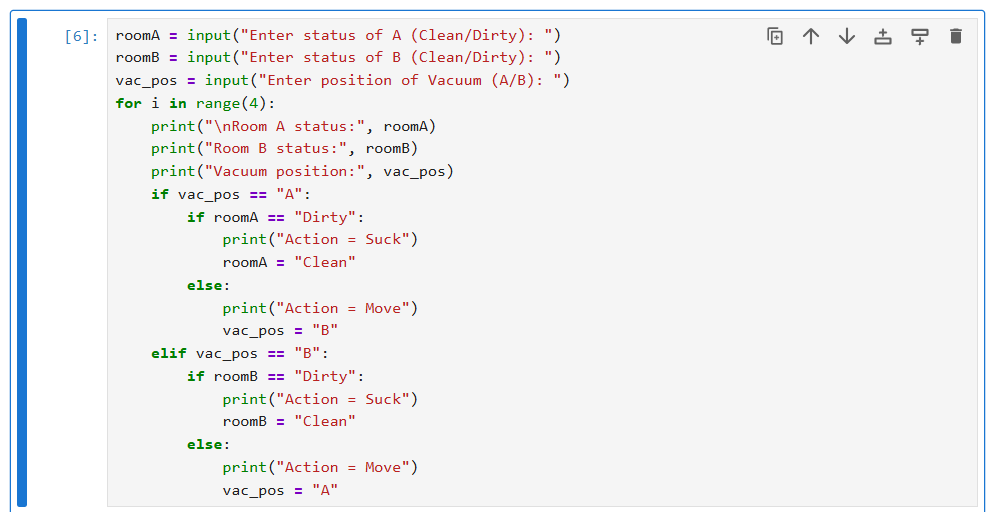 [6]: roomA = input("Enter status of A (Clean/Dirty): ")
roomB = input("Enter status of B (Clean/Dirty): ")
vac_pos = input("Enter position of Vacuum (A/B): ")
for i in range(4):
    print("\nRoom A status:", roomA)
    print("Room B status:", roomB)
    print("Vacuum position:", vac_pos)
    if vac_pos == "A":
        if roomA == "Dirty":
            print("Action = Suck")
            roomA = "Clean"
        else:
            print("Action = Move")
            vac_pos = "B"
    elif vac_pos == "B":
        if roomB == "Dirty":
            print("Action = Suck")
            roomB = "Clean"
        else:
            print("Action = Move")
            vac_pos = "A"